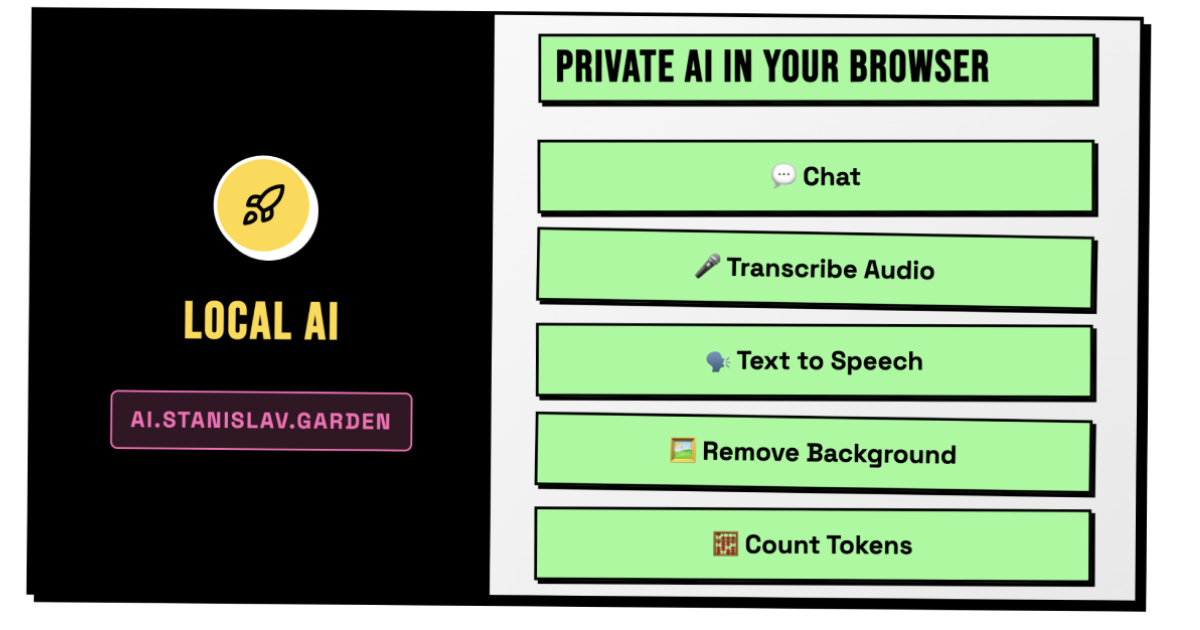 LOCAL AI
AI.STANISLAV.GARDEN
PRIVATE AI IN YOUR BROWSER
💬 Chat
🎤 Transcribe Audio
🗣️ Text to Speech
🖼️ Remove Background
🧮 Count Tokens